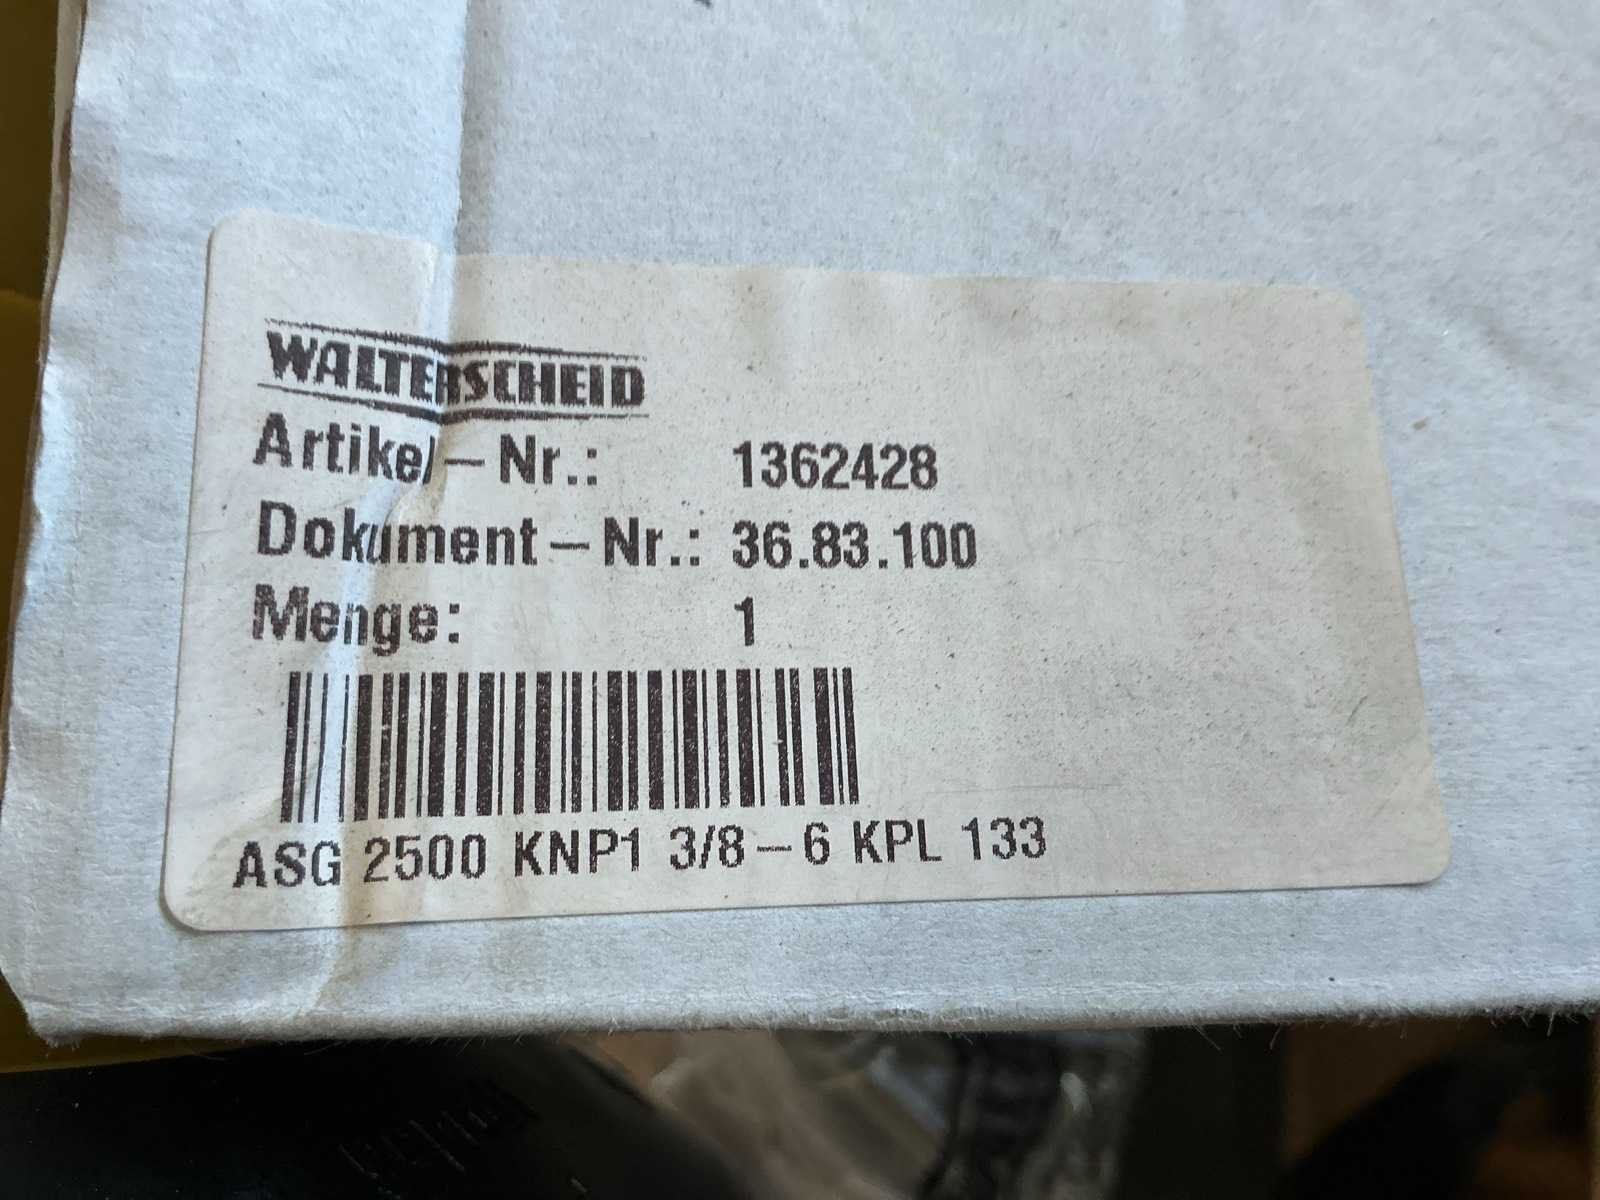 WALTERSCHEID
Artikel-Nr.: 1362428
Dokument-Nr.: 36.83.100
Menge: 1
ASG 2500 KNP1 3/8-6 KPL 133